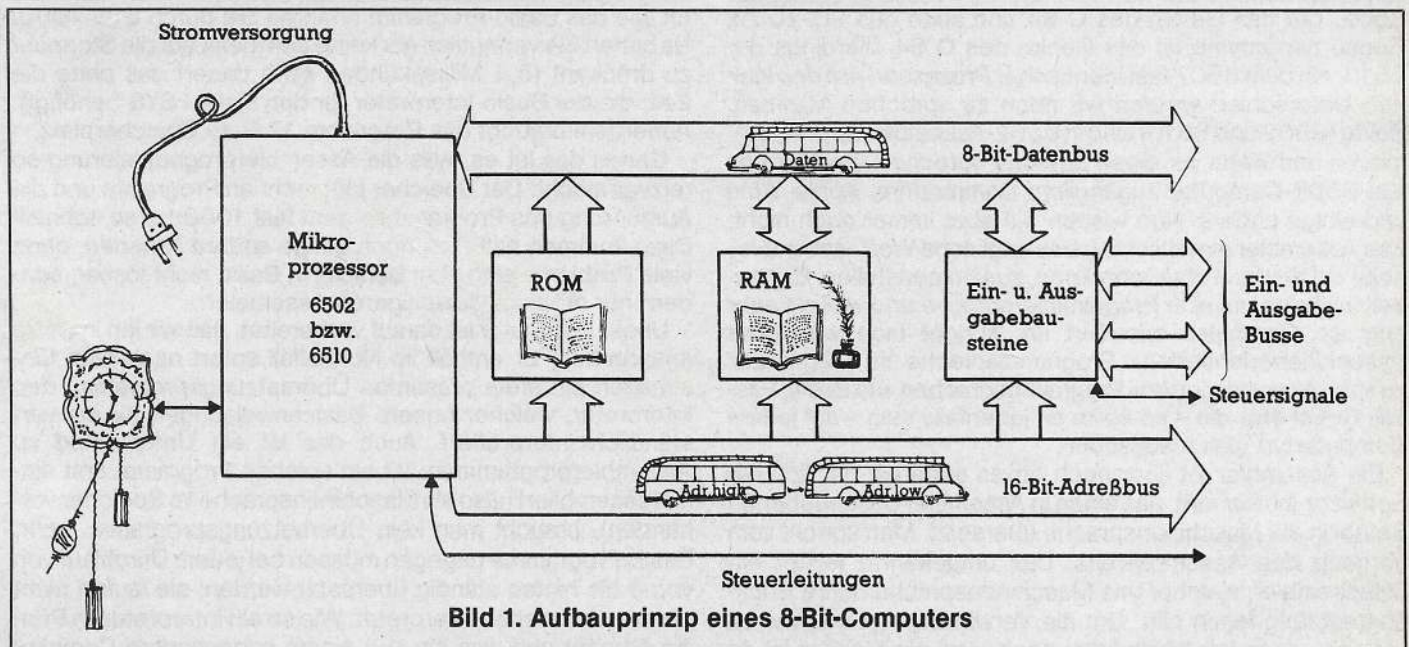 Stromversorgung
Daten
8-Bit-Datenbus
Mikro-
prozessor
6502
bzw.
6510
ROM
RAM
Ein-/ Aus-
gabebau-
steine
Ein- und
Ausgabe-
Busse
Steuersignale
Adr.high
Adr.low
16-Bit-Adreßbus
Steuerleitungen
Bild 1. Aufbauprinzip eines 8-Bit-Computers